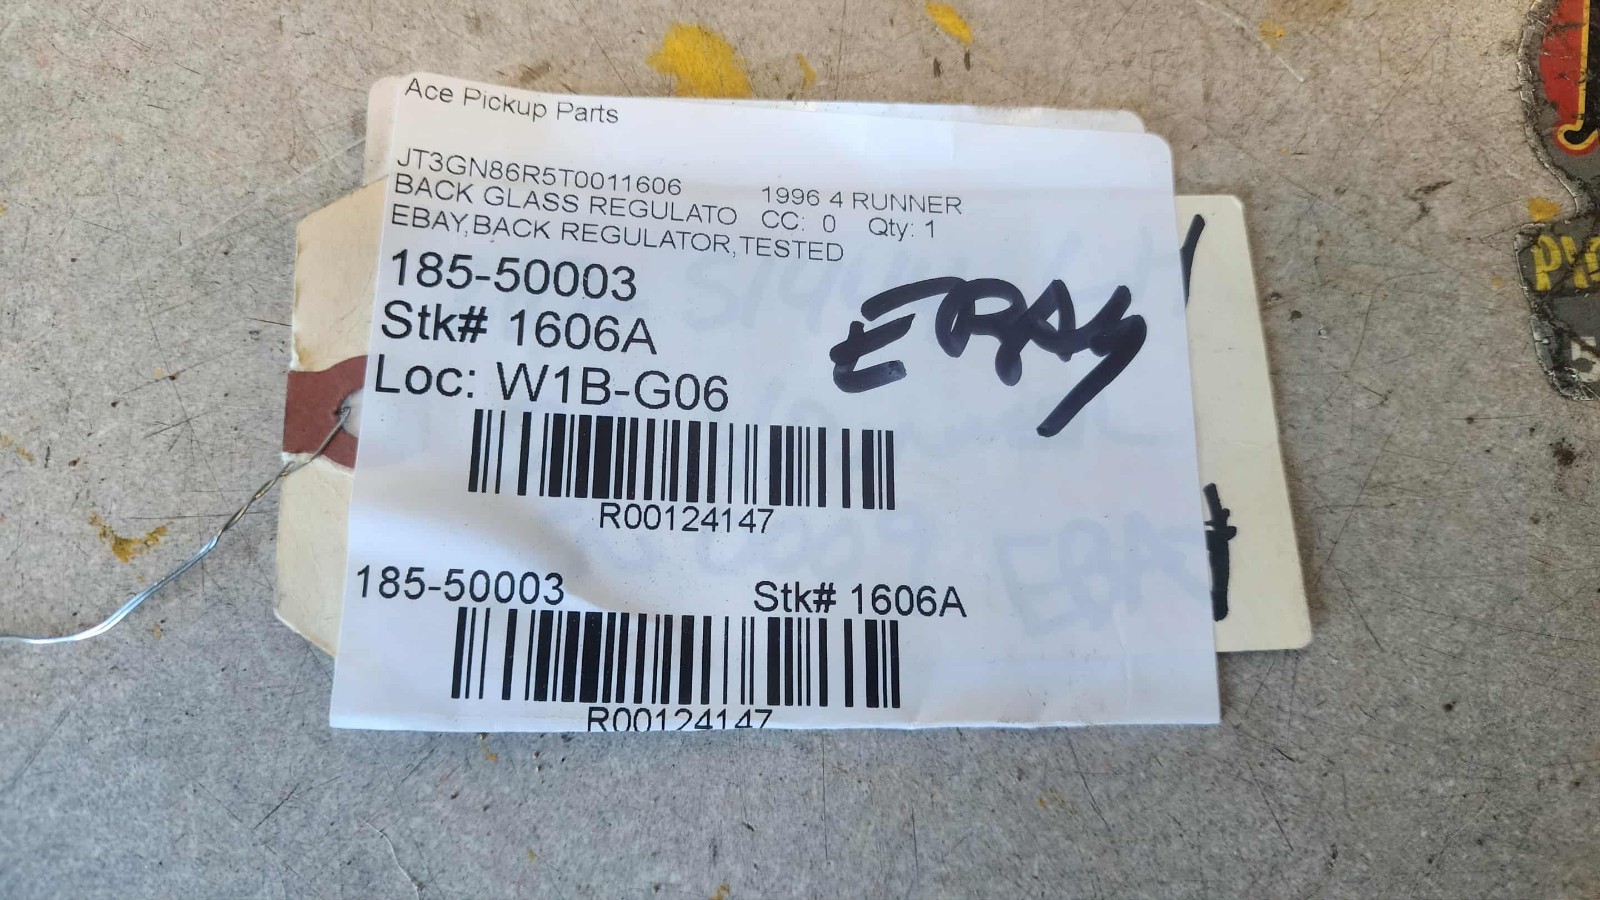 Ace Pickup Parts
JT3GN86R5T0011606 1996 4 RUNNER
BACK GLASS REGULATO CC: 0 Qty: 1
EBAY,BACK REGULATOR,TESTED
185-50003
Stk# 1606A
Loc: W1B-G06
EBAY
R00124147
185-50003 Stk# 1606A
R00124147